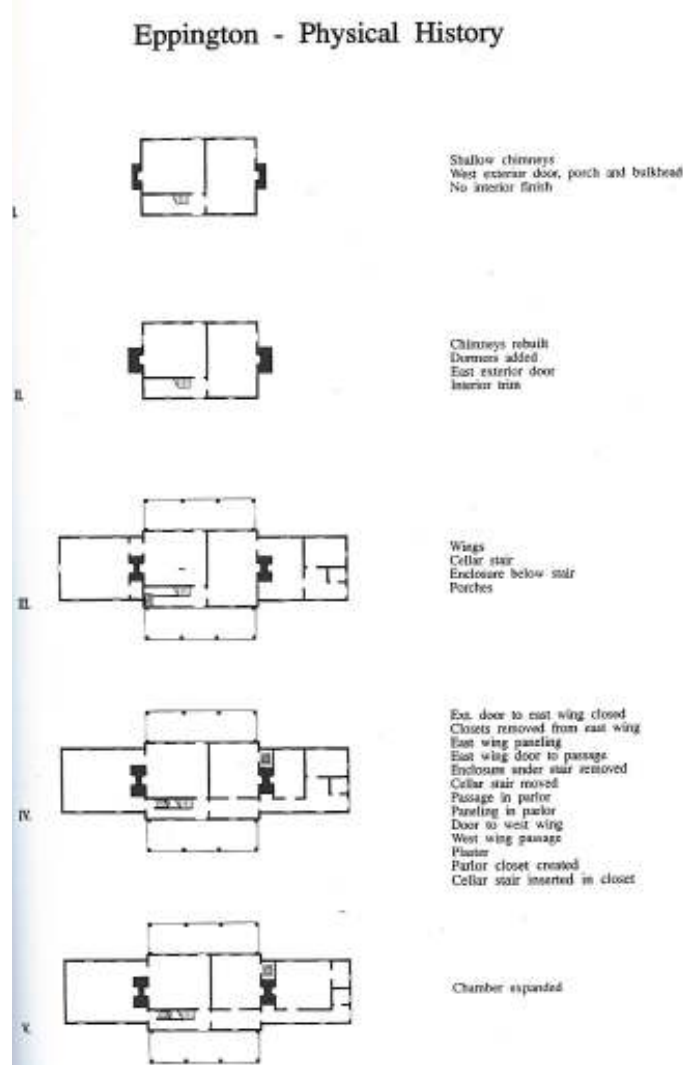 Eppington - Physical History
I.
Shallow chimneys
West exterior door, porch and bulkhead
No interior finish
II.
Chimneys rebuilt
Dormers added
East exterior door
Interior trim
III.
Wings
Cellar stair
Enclosure below stair
Porches
IV.
Ext. door to east wing closed
Closets removed from east wing
East wing paneling
East wing door to passage
Enclosure under stair removed
Cellar stair moved
Passage in parlor
Paneling in parlor
Door to west wing
West wing passage
Plaster
Parlor closet created
Cellar stair inserted in closet
V.
Chamber expanded